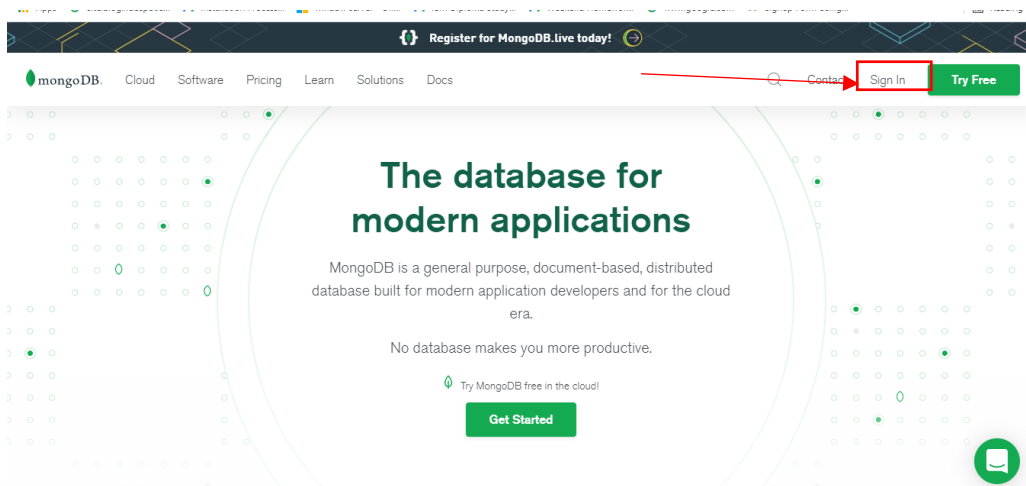 Register for MongoDB.live today!
mongoDB. Cloud Software Pricing Learn Solutions Docs Contact Sign In Try Free
The database for
modern applications
MongoDB is a general purpose, document-based, distributed
database built for modern application developers and for the cloud
era.
No database makes you more productive.
Try MongoDB free in the cloud!
Get Started